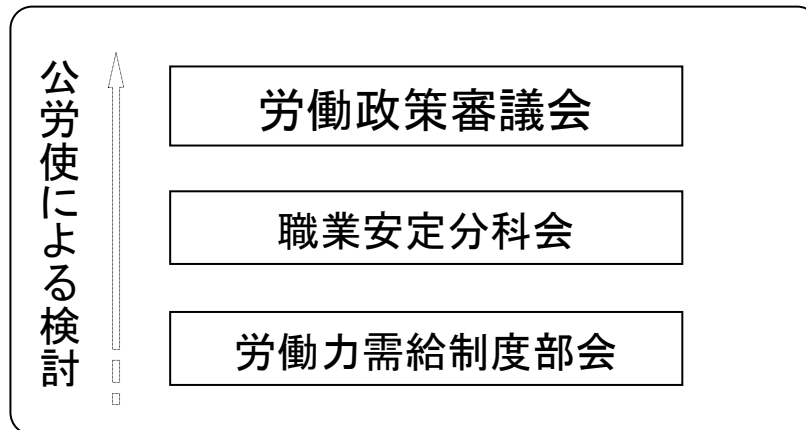 公労使による検討
労働政策審議会
職業安定分科会
労働力需給制度部会